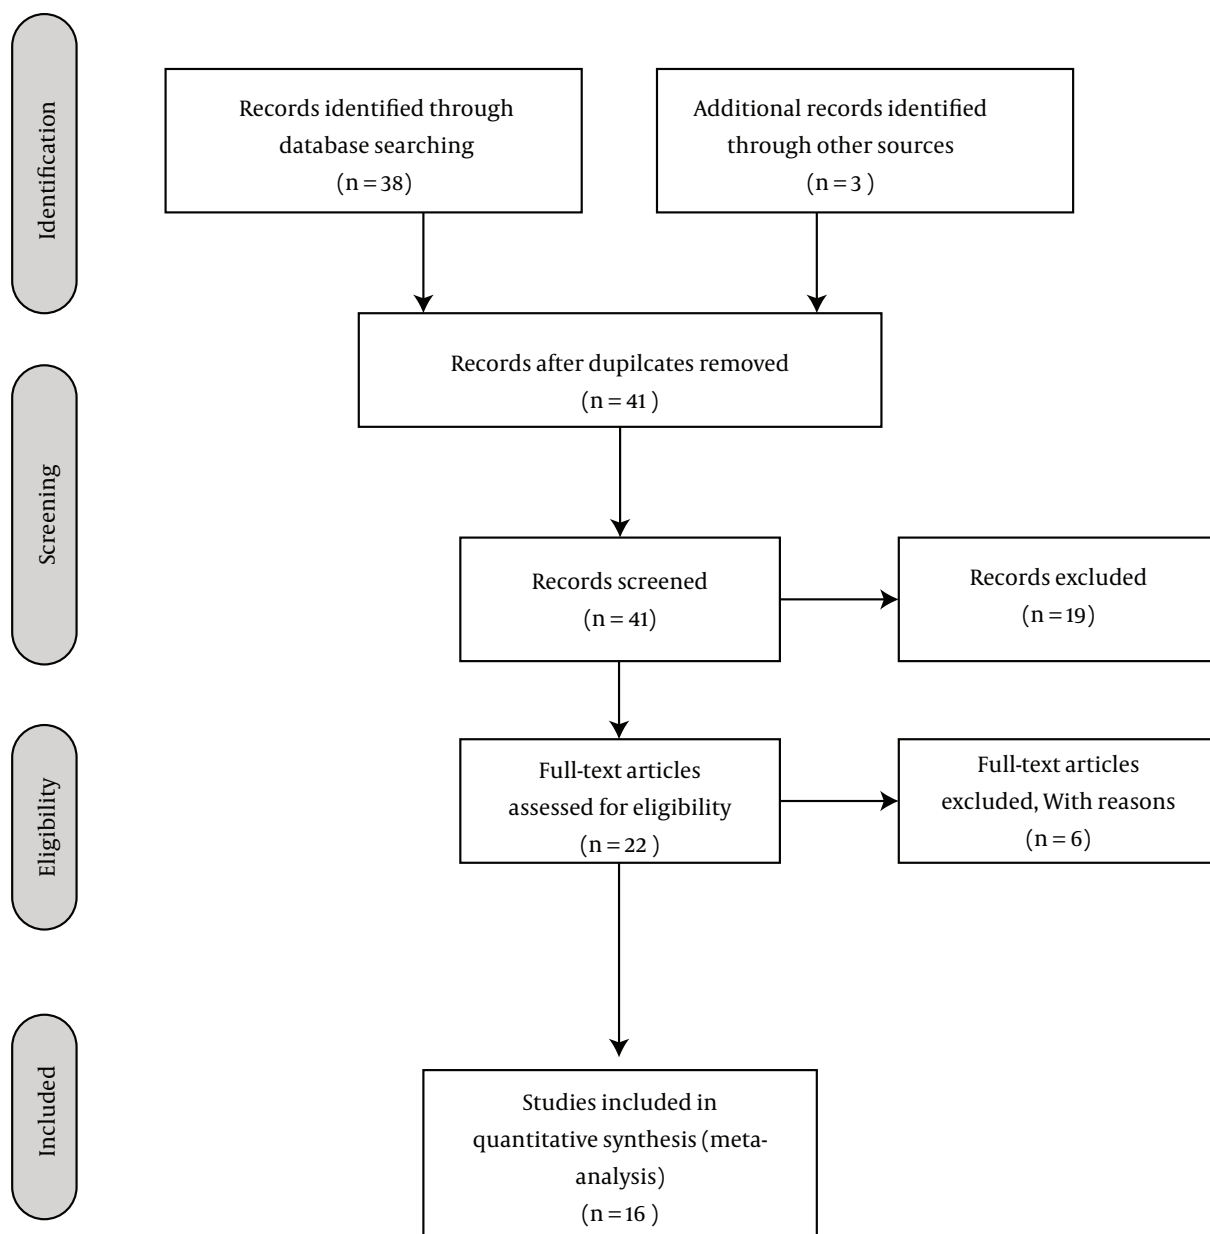 Identification
Records identified through
database searching
(n = 38)
Additional records identified
through other sources
(n = 3 )
Records after dupilcates removed
(n = 41 )
Screening
Records screened
(n = 41)
Records excluded
(n = 19)
Eligibility
Full-text articles
assessed for eligibility
(n = 22 )
Full-text articles
excluded, With reasons
(n = 6)
Included
Studies included in
quantitative synthesis (meta-
analysis)
(n = 16 )